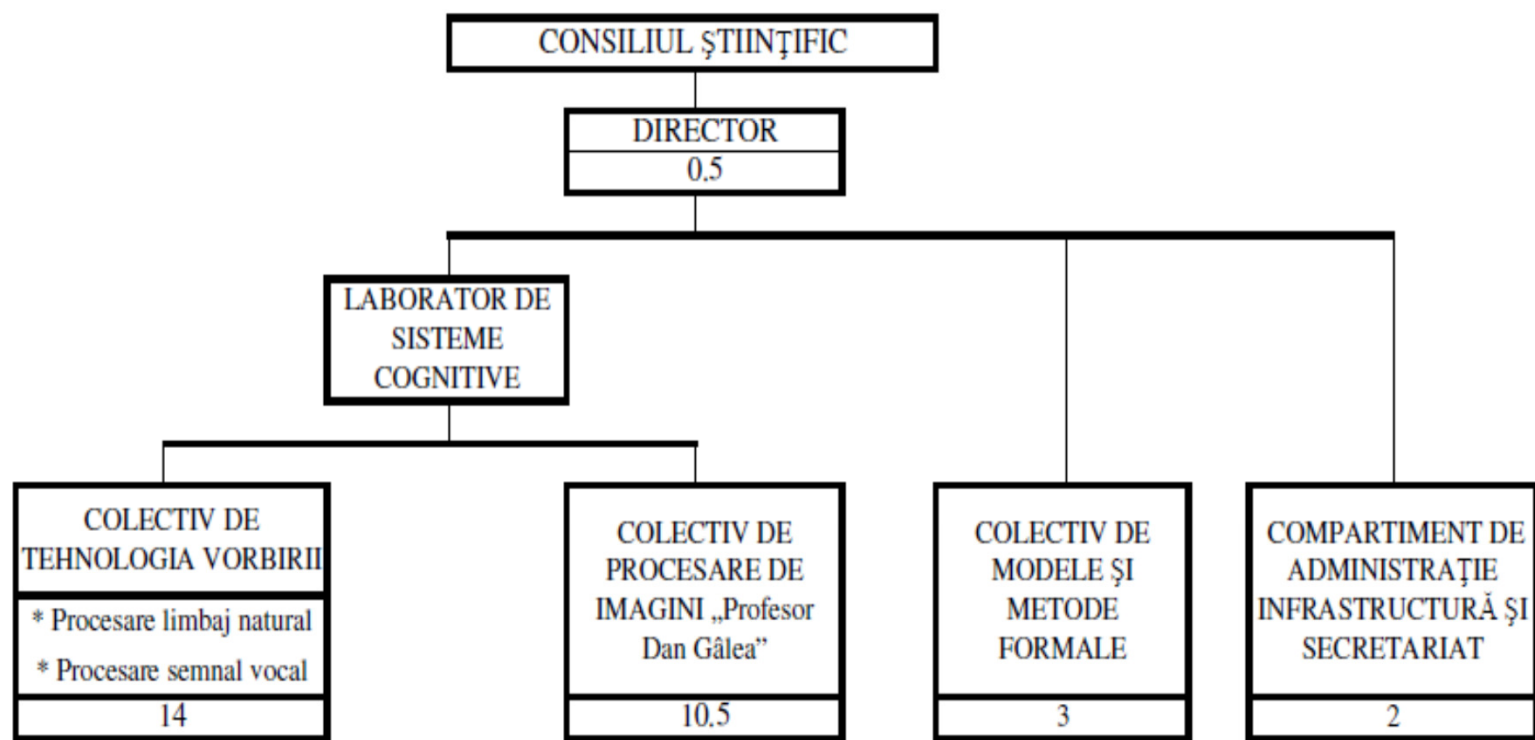 CONSILIUL ŞTIINŢIFIC
DIRECTOR
0.5
LABORATOR DE
SISTEME
COGNITIVE
COLECTIV DE
TEHNOLOGIA VORBIRII
* Procesare limbaj natural
* Procesare semnal vocal
14
COLECTIV DE
PROCESARE DE
IMAGINI „Profesor
Dan Gâlea”
10.5
COLECTIV DE
MODELE ŞI
METODE
FORMALE
3
COMPARTIMENT DE
ADMINISTRAŢIE
INFRASTRUCTURĂ ŞI
SECRETARIAT
2